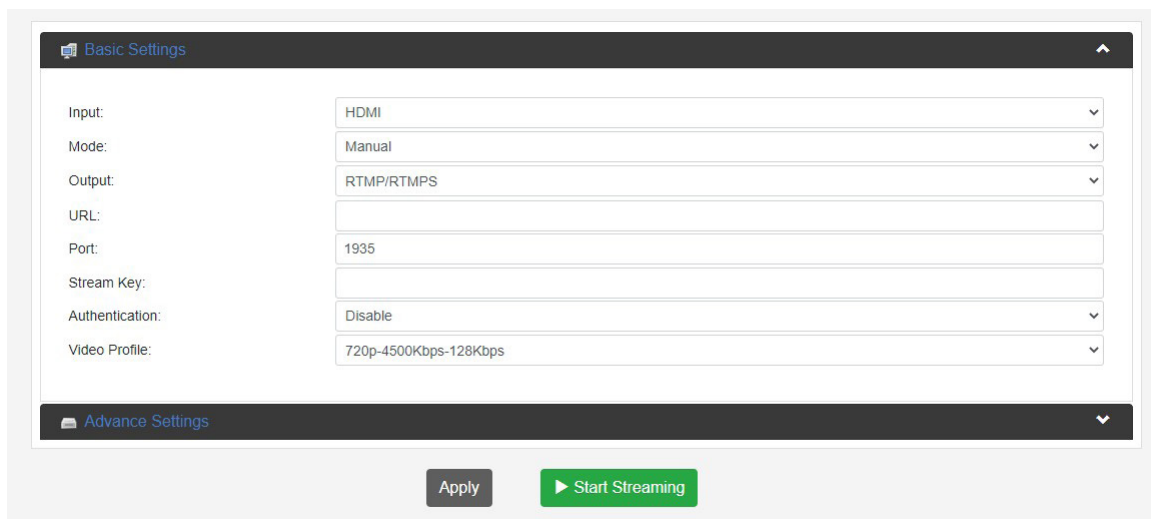 Basic Settings
Input: HDMI
Mode: Manual
Output: RTMP/RTMPS
URL:
Port: 1935
Stream Key:
Authentication: Disable
Video Profile: 720p-4500Kbps-128Kbps
Advance Settings
Apply Start Streaming